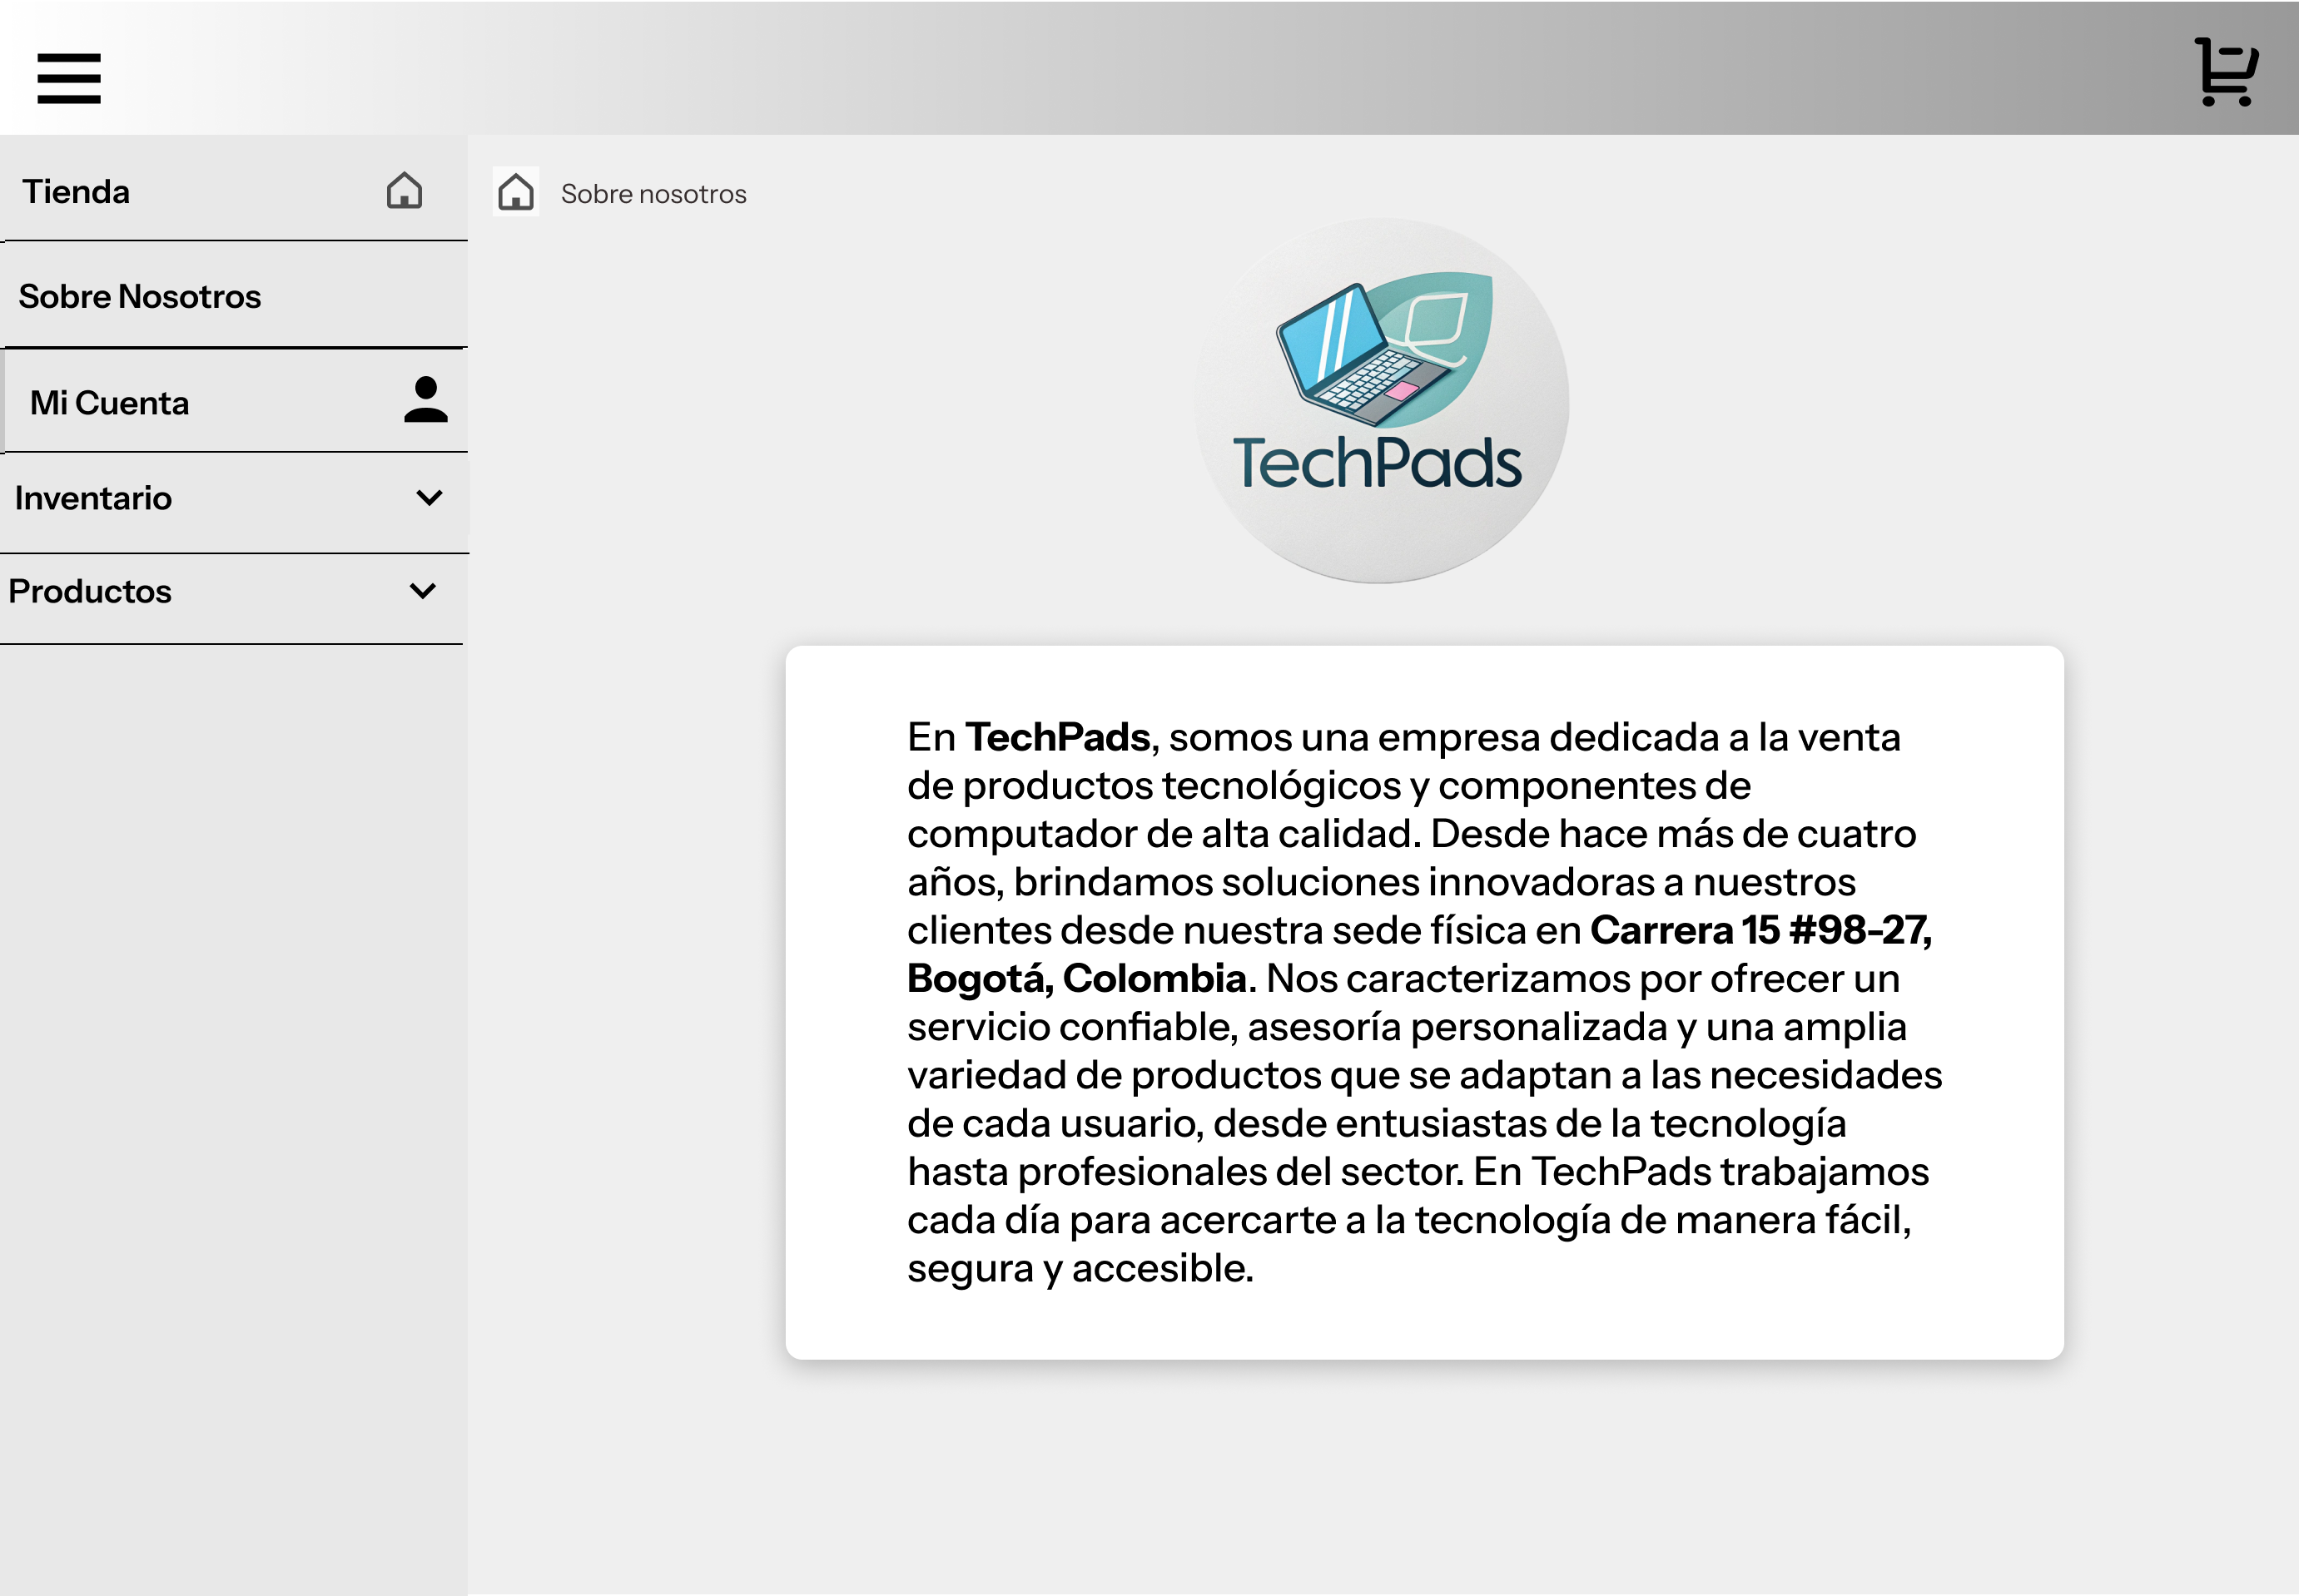 Tienda
Sobre Nosotros
Mi Cuenta
Inventario
Productos
Sobre nosotros
TechPads
En TechPads, somos una empresa dedicada a la venta
de productos tecnológicos y componentes de
computador de alta calidad. Desde hace más de cuatro
años, brindamos soluciones innovadoras a nuestros
clientes desde nuestra sede física en Carrera 15 #98-27,
Bogotá, Colombia. Nos caracterizamos por ofrecer un
servicio confiable, asesoría personalizada y una amplia
variedad de productos que se adaptan a las necesidades
de cada usuario, desde entusiastas de la tecnología
hasta profesionales del sector. En TechPads trabajamos
cada día para acercarte a la tecnología de manera fácil,
segura y accesible.